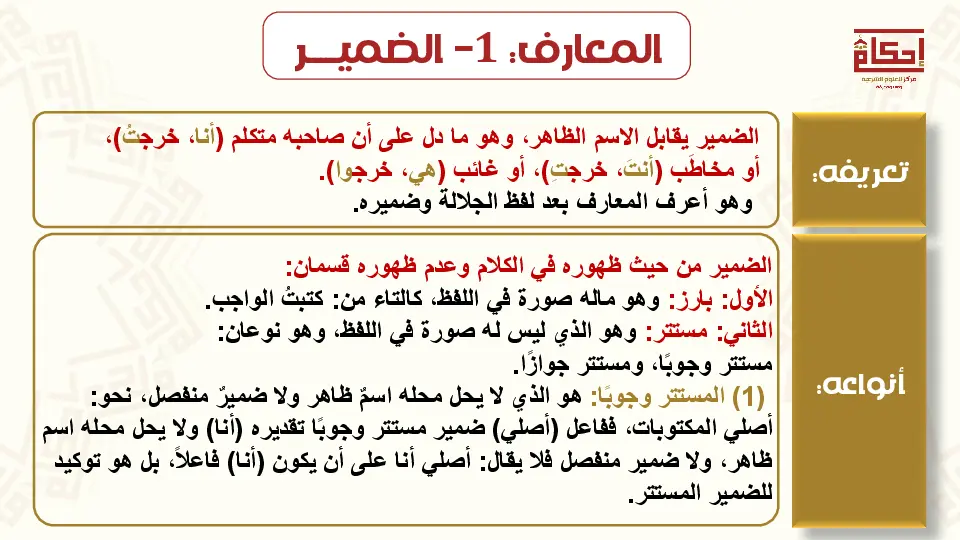 المعارف: 1- الضميـــر
إحكام
مركز للعلوم الشرعية
تعريفه:
الضمير يقابل الاسم الظاهر، وهو ما دل على أن صاحبه متكلم (أنا، خرجتُ)،
أو مخاطَب (أنتَ، خرجتِ)، أو غائب (هي، خرجوا).
وهو أعرف المعارف بعد لفظ الجلالة وضميره.
أنواعه:
الضمير من حيث ظهوره في الكلام وعدم ظهوره قسمان:
الأول: بارز: وهو ماله صورة في اللفظ، كالتاء من: كتبتُ الواجب.
الثاني: مستتر: وهو الذي ليس له صورة في اللفظ، وهو نوعان:
مستتر وجوبًا، ومستتر جوازًا.
(1) المستتر وجوبًا: هو الذي لا يحل محله اسمٌ ظاهر ولا ضميرٌ منفصل، نحو:
أصلي المكتوبات، ففاعل (أصلي) ضمير مستتر وجوبًا تقديره (أنا) ولا يحل محله اسم
ظاهر، ولا ضمير منفصل فلا يقال: أصلي أنا على أن يكون (أنا) فاعلاً، بل هو توكيد
للضمير المستتر.